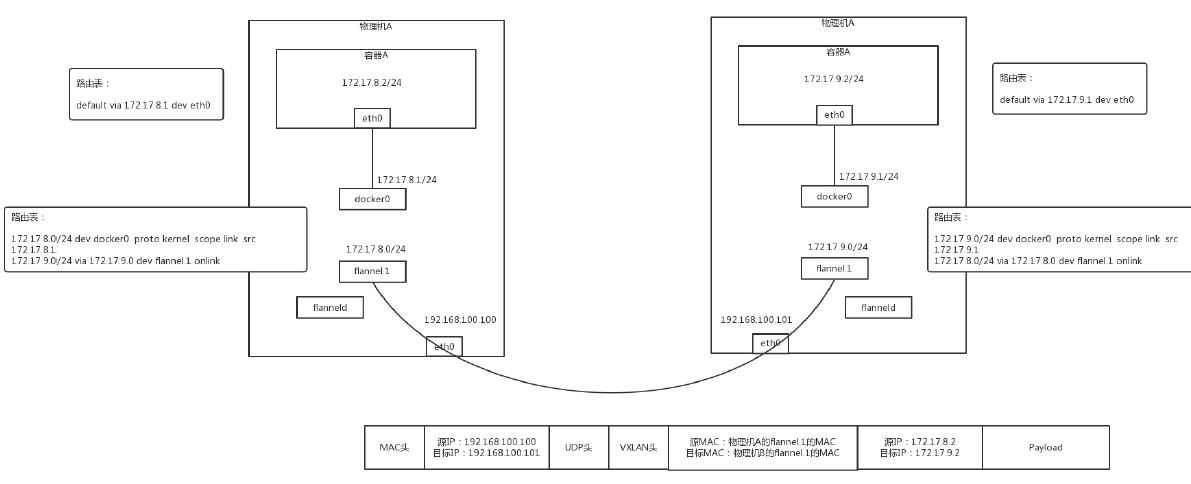 物理机A
容器A
172.17.8.2/24
eth0
路由表：
default via 172.17.8.1 dev eth0
172.17.8.1/24
docker0
路由表：
172.17.8.0/24 dev docker0 proto kernel scope link src
172.17.8.1
172.17.9.0/24 via 172.17.9.0 dev flannel.1 onlink
172.17.8.0/24
flannel.1
flanneld
192.168.100.100
eth0
物理机A
容器A
172.17.9.2/24
eth0
路由表：
default via 172.17.9.1 dev eth0
172.17.9.1/24
docker0
路由表：
172.17.9.0/24 dev docker0 proto kernel scope link src
172.17.9.1
172.17.8.0/24 via 172.17.8.0 dev flannel.1 onlink
172.17.9.0/24
flannel.1
flanneld
192.168.100.101
eth0
MAC头
源IP：192.168.100.100
目标IP：192.168.100.101
UDP头
VXLAN头
源MAC：物理机A的flannel.1的MAC
目标MAC：物理机B的flannel.1的MAC
源IP：172.17.8.2
目标IP：172.17.9.2
Payload